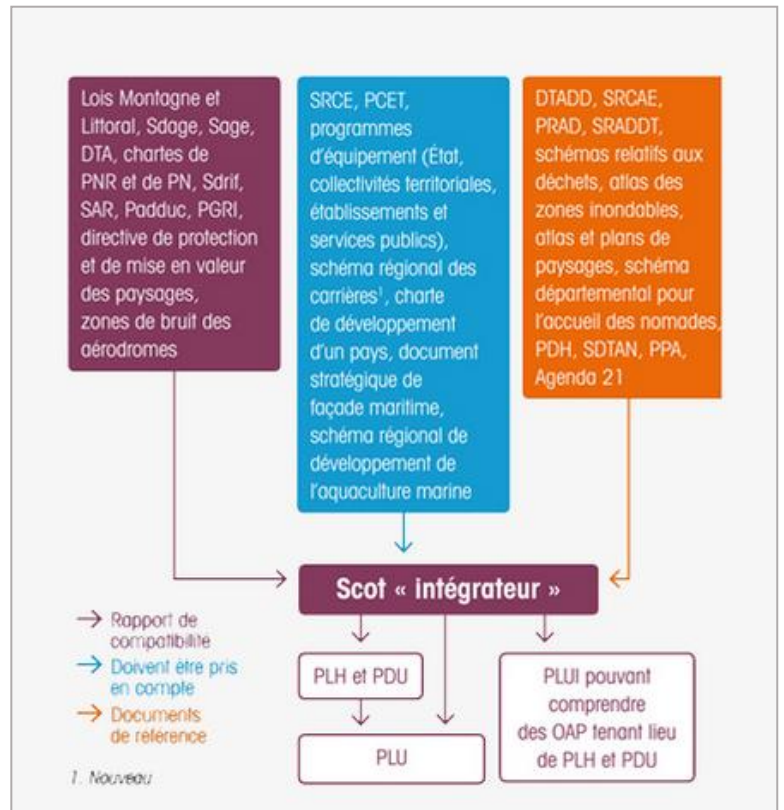 Lois Montagne et
Littoral, Sdage, Sage,
DTA, chartes de
PNR et de PN, Sdrif,
SAR, Padduc, PGRI,
directive de protection
et de mise en valeur
des paysages,
zones de bruit des
aérodromes
SRCE, PCET,
programmes
d'équipement (État,
collectivités territoriales,
établissements et
services publics),
schéma régional des
carrières¹, charte
de développement
d'un pays, document
stratégique de
façade maritime,
schéma régional de
développement de
l'aquaculture marine
DTADD, SRCAE,
PRAD, SRADDT,
schémas relatifs aux
déchets, atlas des
zones inondables,
atlas et plans de
paysages, schéma
départemental pour
l'accueil des nomades,
PDH, SDTAN, PPA,
Agenda 21
Scot « intégrateur »
→ Rapport de
compatibilité
→ Doivent être pris
en compte
→ Documents
de référence
1. Nouveau
PLH et PDU
PLU
PLUI pouvant
comprendre
des OAP tenant lieu
de PLH et PDU